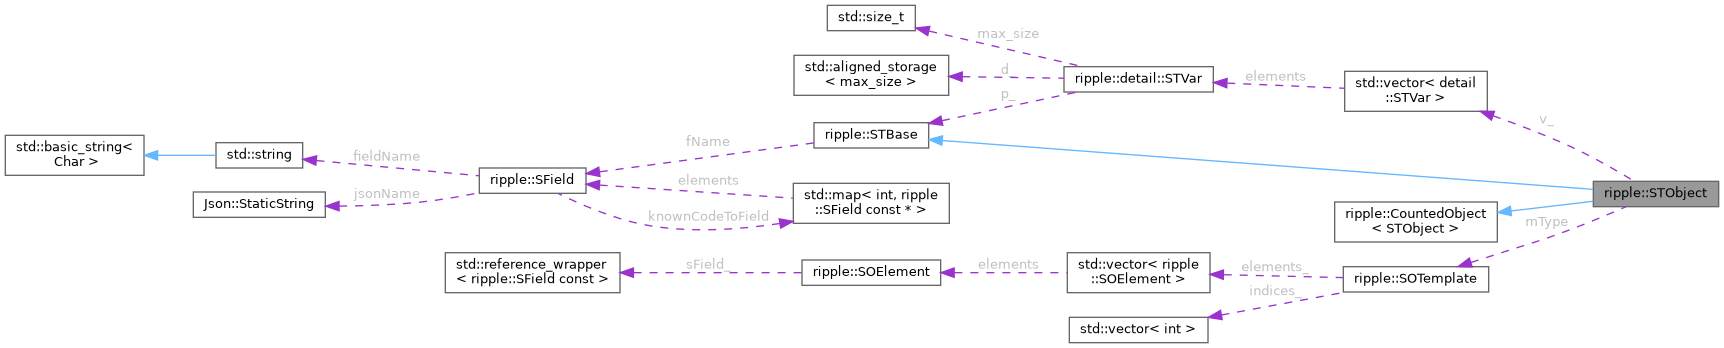 std::size_t
max_size
std::aligned_storage
< max_size >
d_
ripple::detail::STVar
elements
std::vector< detail
::STVar >
p_
v_
ripple::STBase
std::basic_string<
Char >
std::string
fieldName
fName
ripple::SField
elements
jsonName
Json::StaticString
knownCodeToField
std::map< int, ripple
::SField const * >
ripple::STObject
ripple::CountedObject
< STObject >
mType
std::reference_wrapper
< ripple::SField const >
sField_
ripple::SOElement
elements
std::vector< ripple
::SOElement >
elements_
ripple::SOTemplate
indices_
std::vector< int >